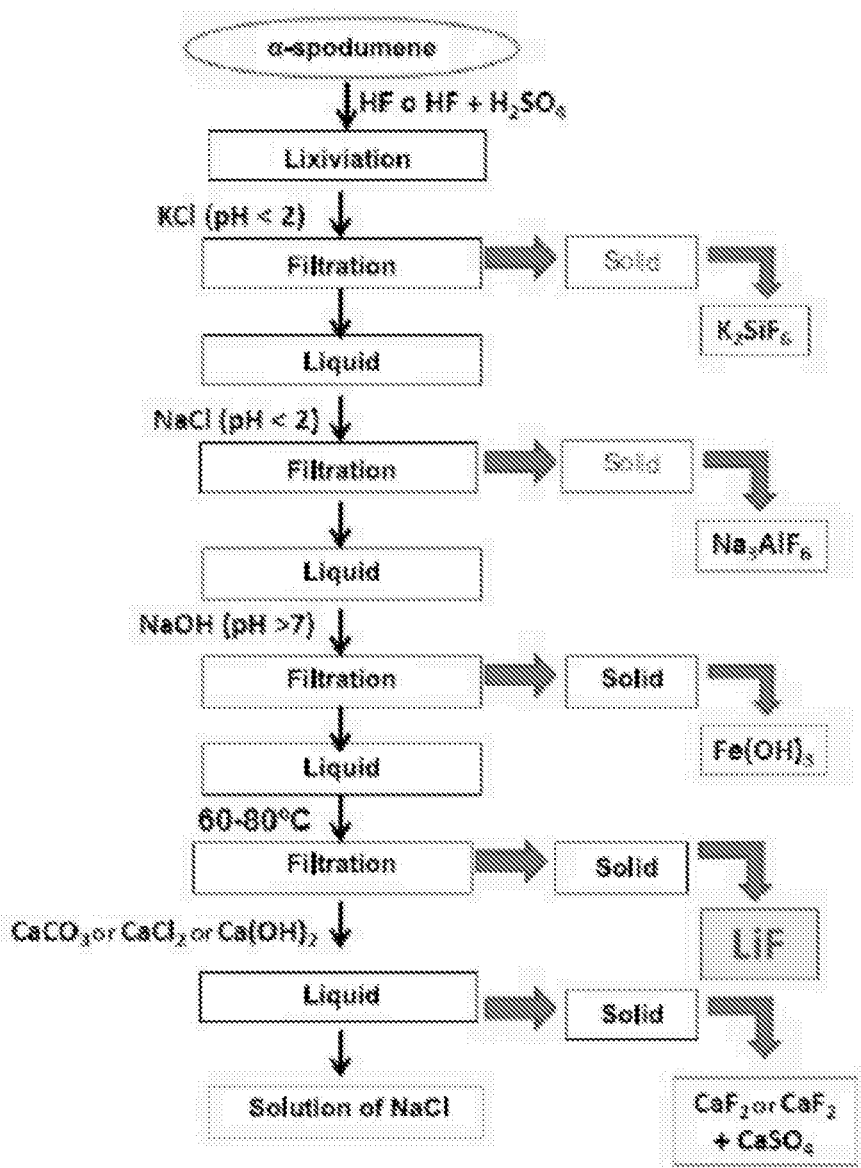 α-spodumene
HF o HF + H₂SO₄
Lixiviation
KCl (pH < 2)
Filtration
Solid
K₂SiF₆
Liquid
NaCl (pH < 2)
Filtration
Solid
Na₃AlF₆
Liquid
NaOH (pH >7)
Filtration
Solid
Fe(OH)₃
Liquid
60-80ºC
Filtration
Solid
LiF
CaCO₃ or CaCl₂ or Ca(OH)₂
Liquid
Solid
CaF₂ or CaF₂
+ CaSO₄
Solution of NaCl